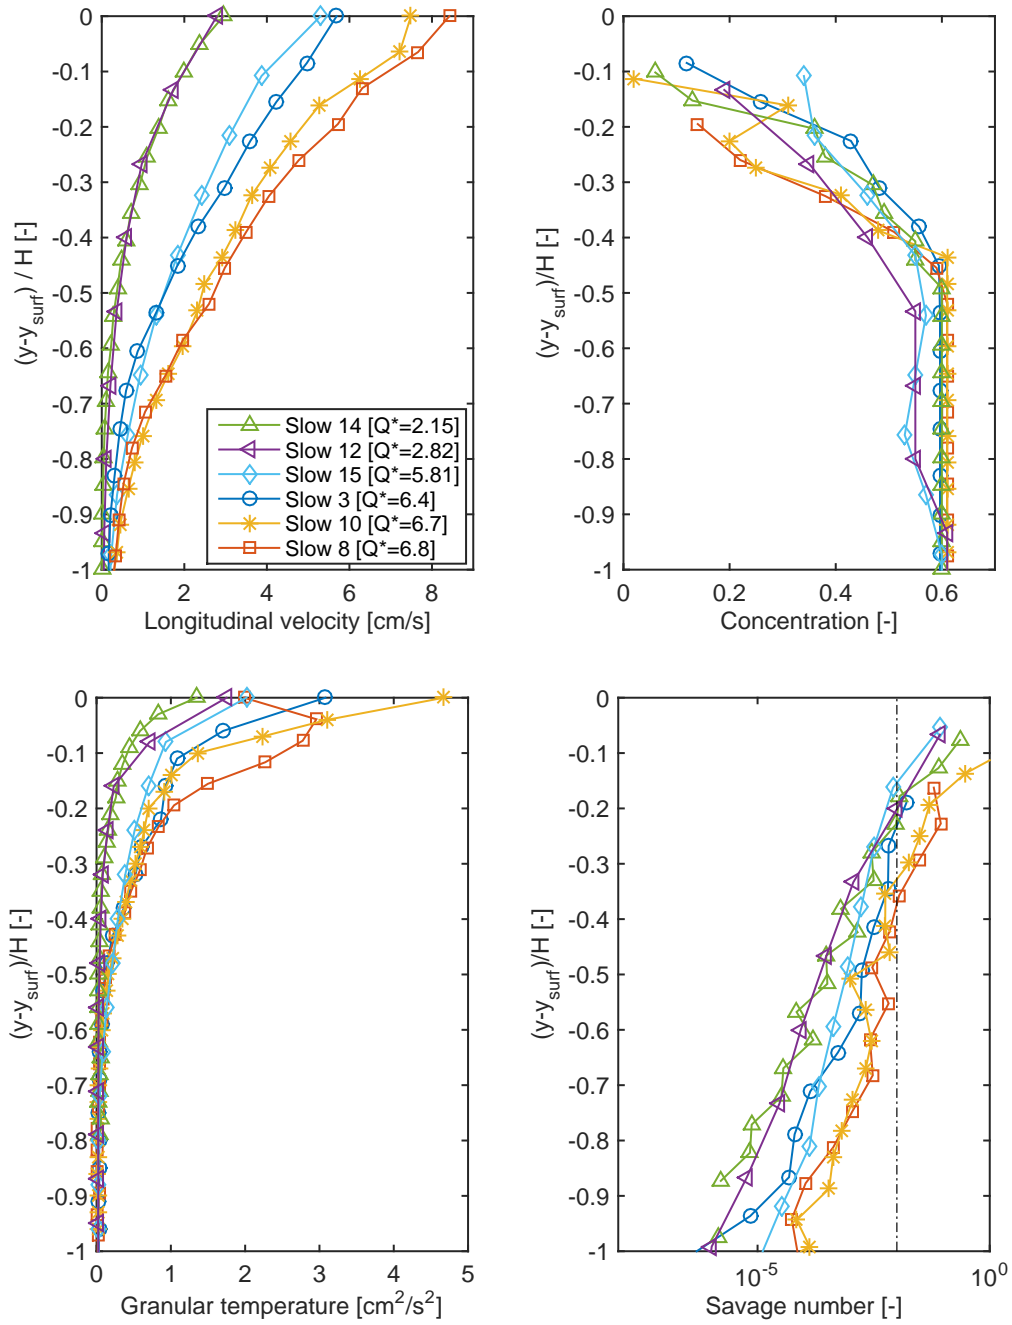 0
-0.1
-0.2
-0.3
-0.4
-0.5
-0.6
-0.7
-0.8
-0.9
-1
(y-y_surf) / H [-]
0 2 4 6 8
Longitudinal velocity [cm/s]
Slow 14 [Q*=2.15]
Slow 12 [Q*=2.82]
Slow 15 [Q*=5.81]
Slow 3 [Q*=6.4]
Slow 10 [Q*=6.7]
Slow 8 [Q*=6.8]
0
-0.1
-0.2
-0.3
-0.4
-0.5
-0.6
-0.7
-0.8
-0.9
-1
(y-y_surf)/H [-]
0 0.2 0.4 0.6
Concentration [-]
0
-0.1
-0.2
-0.3
-0.4
-0.5
-0.6
-0.7
-0.8
-0.9
-1
(y-y_surf)/H [-]
0 1 2 3 4 5
Granular temperature [cm²/s²]
0
-0.1
-0.2
-0.3
-0.4
-0.5
-0.6
-0.7
-0.8
-0.9
-1
(y-y_surf)/H [-]
10⁻⁵ 10⁰
Savage number [-]